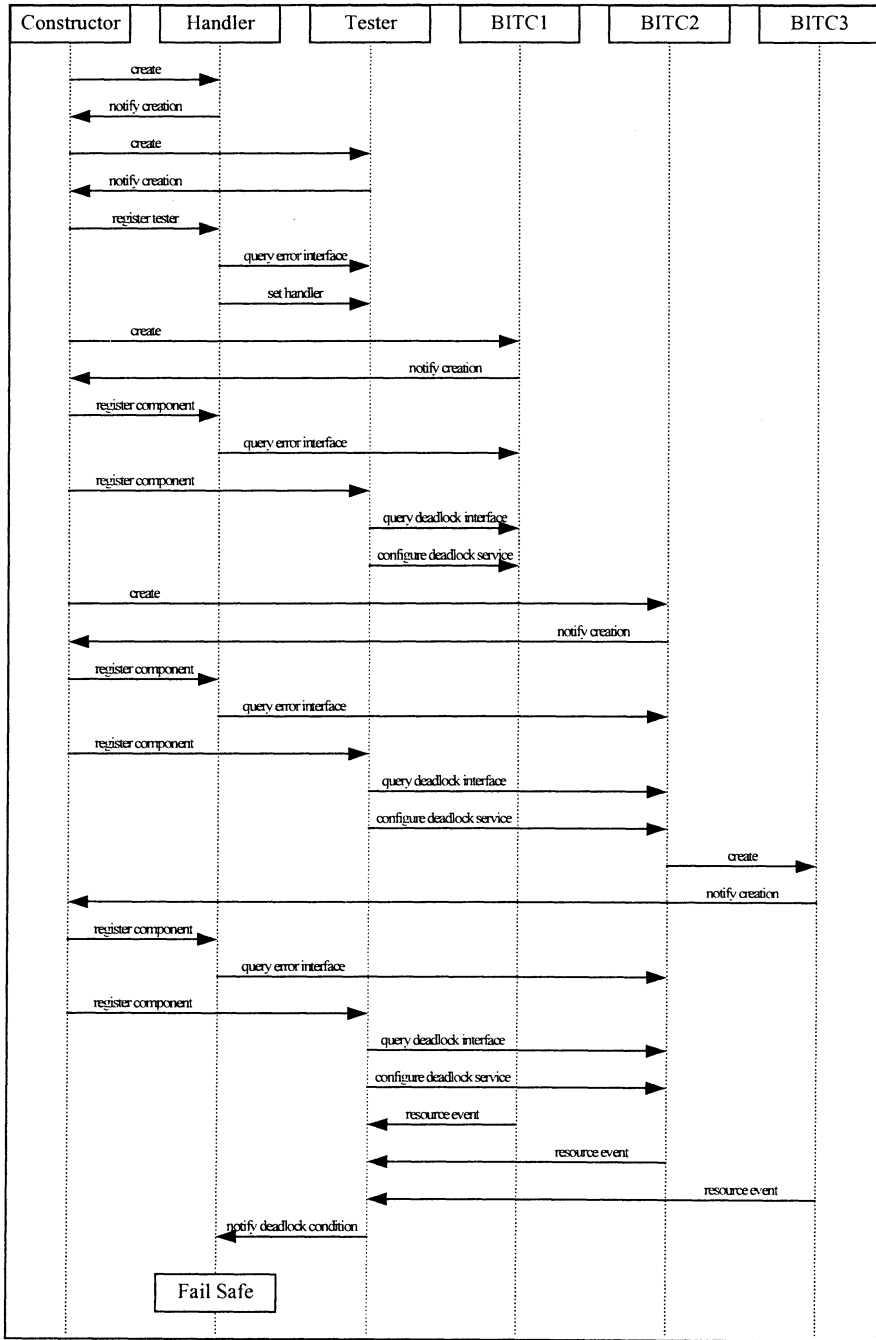 Constructor
Handler
Tester
BITC1
BITC2
BITC3
create
notify creation
create
notify creation
register tester
query error interface
set handler
create
notify creation
register component
query error interface
register component
query deadlock interface
configure deadlock service
create
notify creation
register component
query error interface
register component
query deadlock interface
configure deadlock service
create
notify creation
register component
query error interface
register component
query deadlock interface
configure deadlock service
resource event
resource event
resource event
notify deadlock condition
Fail Safe